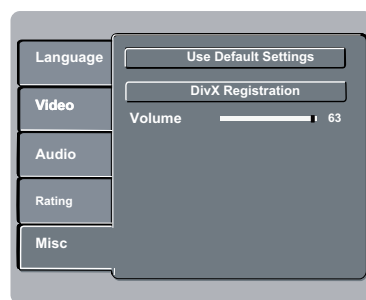 Language
Video
Audio
Rating
Misc
Use Default Settings
DivX Registration
Volume 63